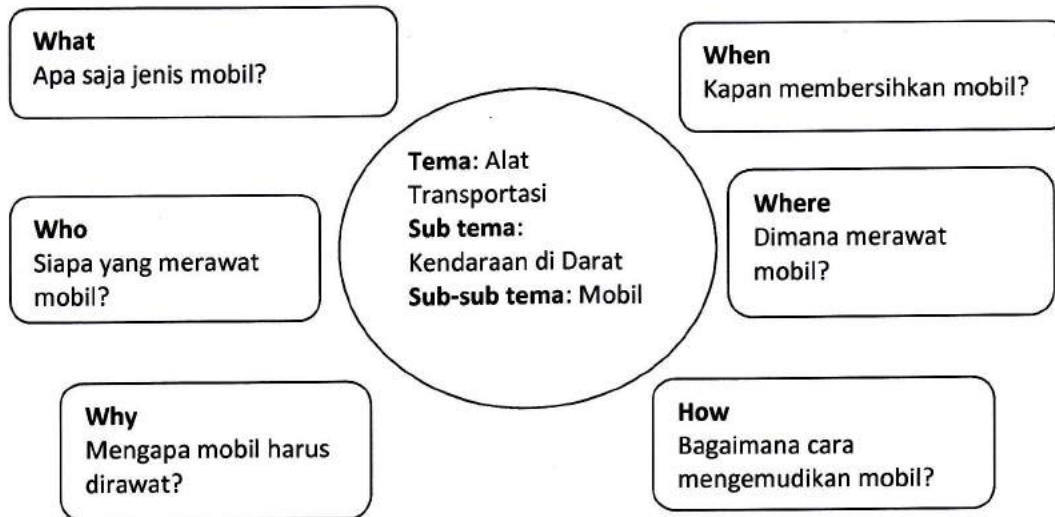 What
Apa saja jenis mobil?
When
Kapan membersihkan mobil?
Tema: Alat
Transportasi
Sub tema:
Kendaraan di Darat
Sub-sub tema: Mobil
Who
Siapa yang merawat
mobil?
Where
Dimana merawat
mobil?
Why
Mengapa mobil harus
dirawat?
How
Bagaimana cara
mengemudikan mobil?